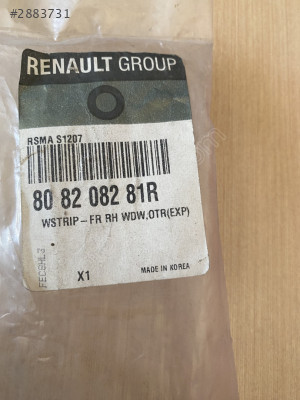 #2883731
RENAULT GROUP
RSMA S1207
80 82 082 81R
WSTRIP-FR RH WDW,OTR(EXP)
X1
MADE IN KOREA